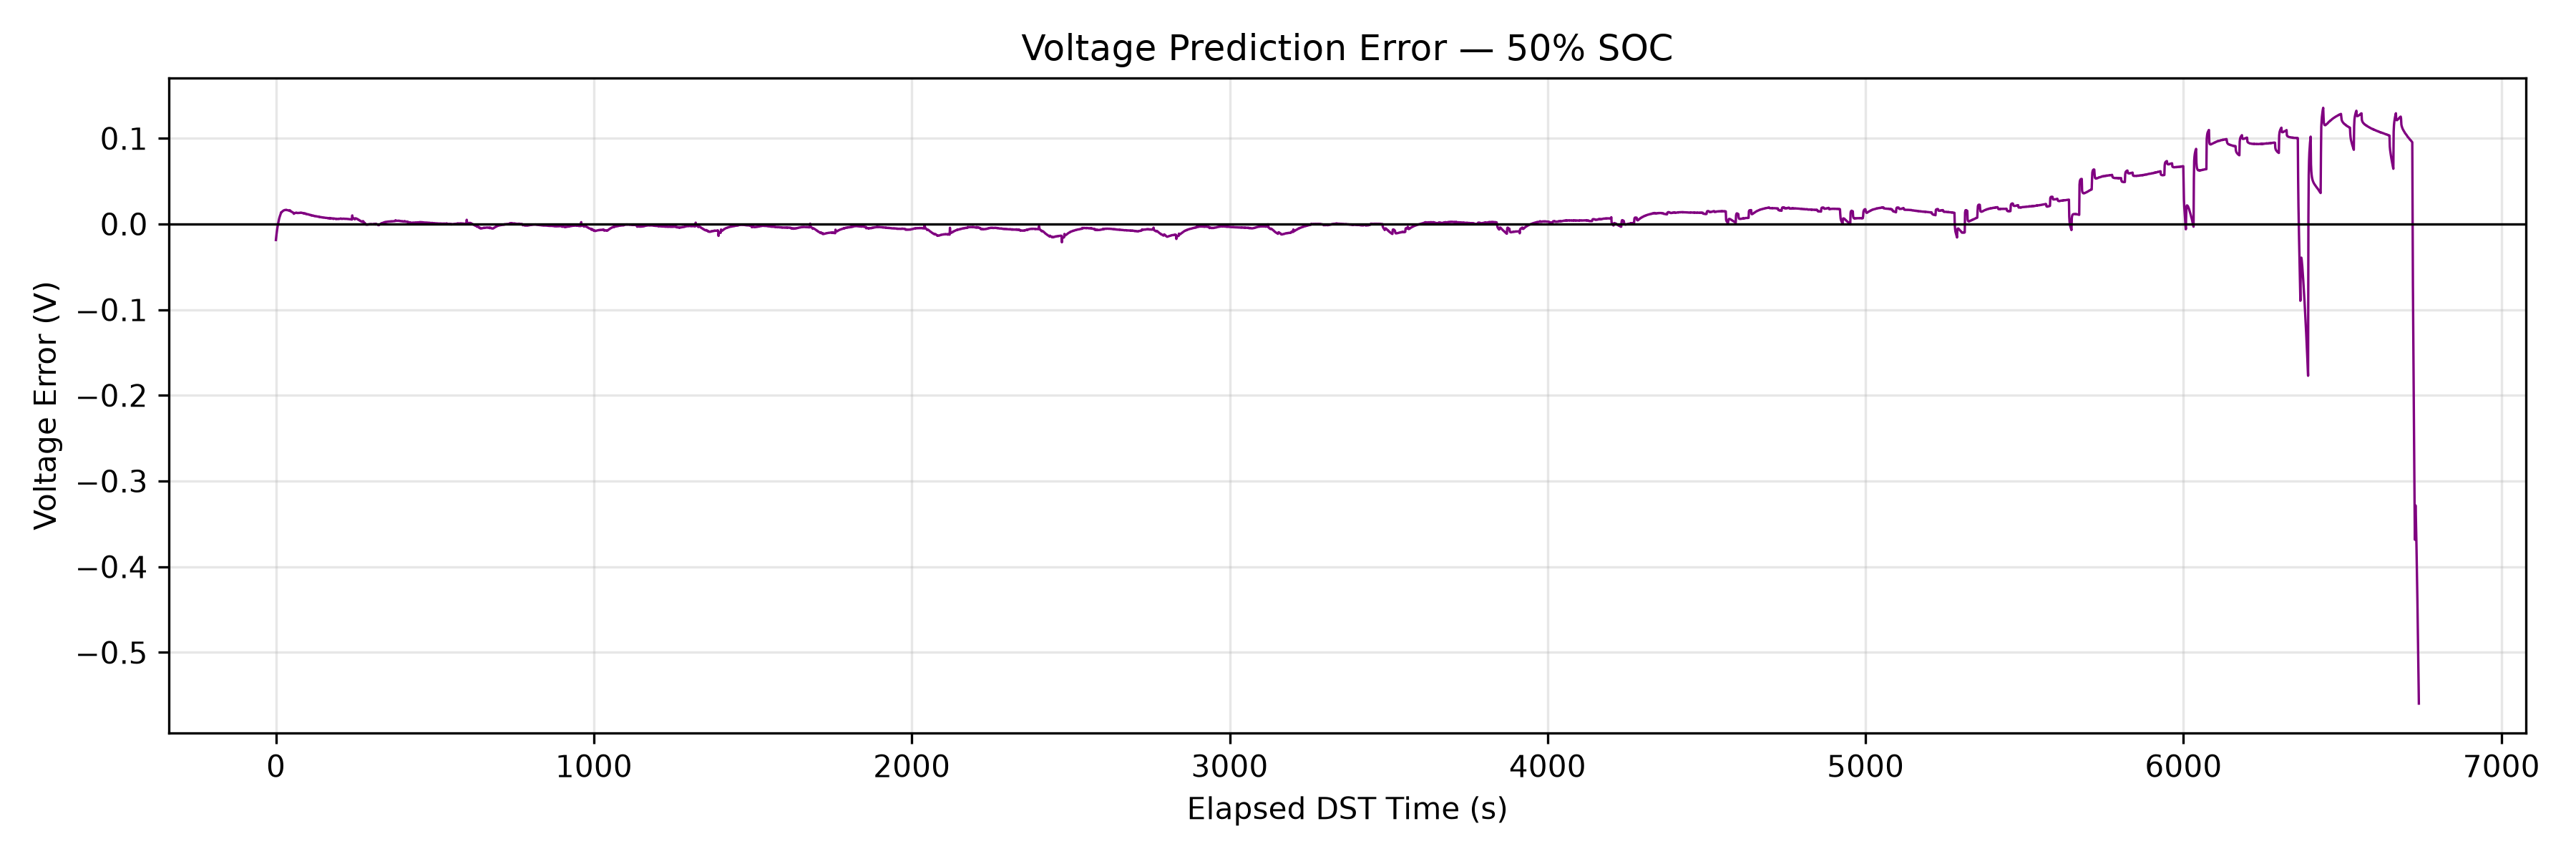 Voltage Prediction Error — 50% SOC
Voltage Error (V)
0.1
0.0
−0.1
−0.2
−0.3
−0.4
−0.5
0 1000 2000 3000 4000 5000 6000 7000
Elapsed DST Time (s)